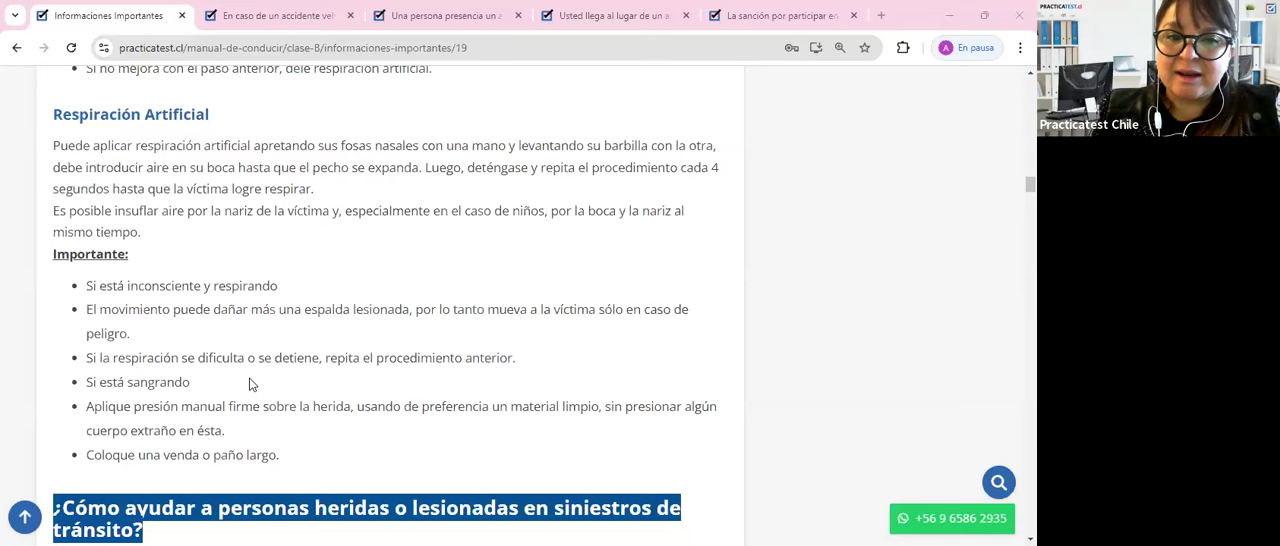 Informaciones Importantes
En caso de un accidente vel
Una persona presencia un a
Usted llega al lugar de un a
La sanción por participar en
practicatest.cl/manual-de-conducir/clase-B/informaciones-importantes/19
A En pausa
PRACTICATEST.cl
Practicatest Chile
Si no mejora con el paso anterior, dele respiración artificial.
Respiración Artificial
Puede aplicar respiración artificial apretando sus fosas nasales con una mano y levantando su barbilla con la otra,
debe introducir aire en su boca hasta que el pecho se expanda. Luego, deténgase y repita el procedimiento cada 4
segundos hasta que la víctima logre respirar.
Es posible insuflar aire por la nariz de la víctima y, especialmente en el caso de niños, por la boca y la nariz al
mismo tiempo.
Importante:
• Si está inconsciente y respirando
• El movimiento puede dañar más una espalda lesionada, por lo tanto mueva a la víctima sólo en caso de
peligro.
• Si la respiración se dificulta o se detiene, repita el procedimiento anterior.
• Si está sangrando
• Aplique presión manual firme sobre la herida, usando de preferencia un material limpio, sin presionar algún
cuerpo extraño en ésta.
• Coloque una venda o paño largo.
¿Cómo ayudar a personas heridas o lesionadas en siniestros de
tránsito?
+56 9 6586 2935